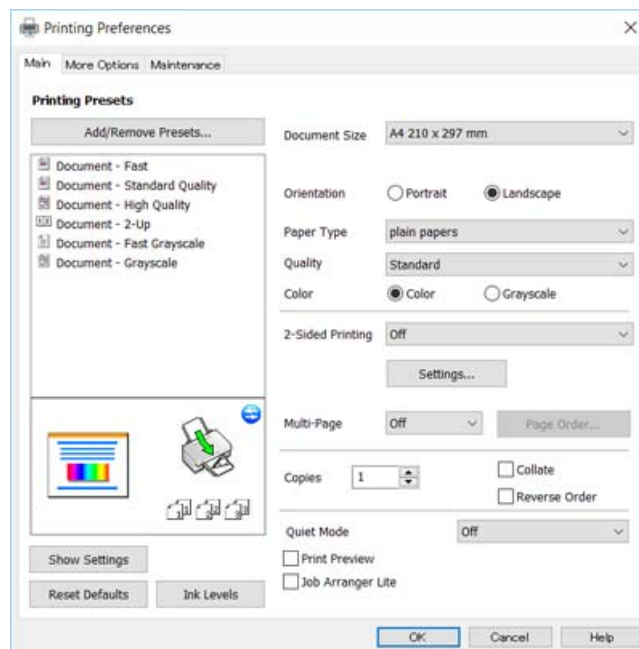 Printing Preferences
Main More Options Maintenance
Printing Presets
Add/Remove Presets...
Document - Fast
Document - Standard Quality
Document - High Quality
Document - 2-Up
Document - Fast Grayscale
Document - Grayscale
Show Settings
Reset Defaults Ink Levels
Document Size A4 210 x 297 mm
Orientation Portrait Landscape
Paper Type plain papers
Quality Standard
Color Color Grayscale
2-Sided Printing Off
Settings...
Multi-Page Off Page Order...
Copies 1 Collate
Reverse Order
Quiet Mode Off
Print Preview
Job Arranger Lite
OK Cancel Help